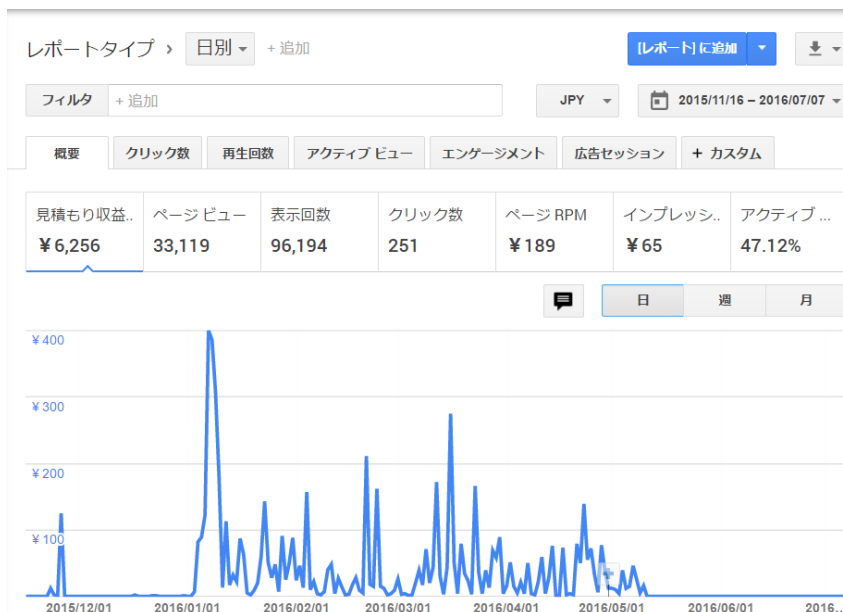 レポートタイプ › 日別 + 追加 [レポート] に追加
フィルタ + 追加 JPY 2015/11/16 – 2016/07/07
概要 クリック数 再生回数 アクティブ ビュー エンゲージメント 広告セッション + カスタム
見積もり収益.. ページ ビュー 表示回数 クリック数 ページ RPM インプレッシ.. アクティブ ...
¥6,256 33,119 96,194 251 ¥189 ¥65 47.12%
日 週 月
¥400
¥300
¥200
¥100
2015/12/01 2016/01/01 2016/02/01 2016/03/01 2016/04/01 2016/05/01 2016/06/01 2016...